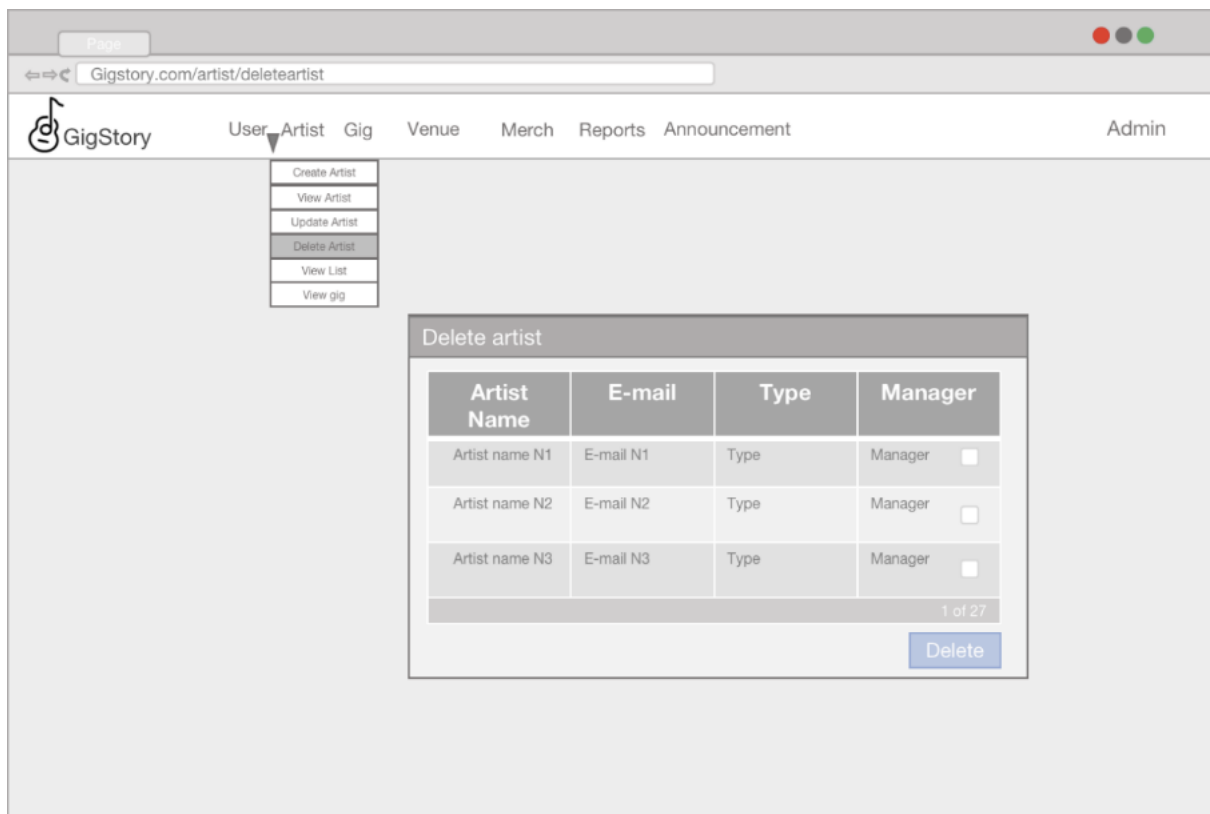 Page
Gigstory.com/artist/deleteartist
GigStory User Artist Gig Venue Merch Reports Announcement Admin
Create Artist
View Artist
Update Artist
Delete Artist
View List
View gig
Delete artist
Artist Name E-mail Type Manager
Artist name N1 E-mail N1 Type Manager
Artist name N2 E-mail N2 Type Manager
Artist name N3 E-mail N3 Type Manager
1 of 27
Delete